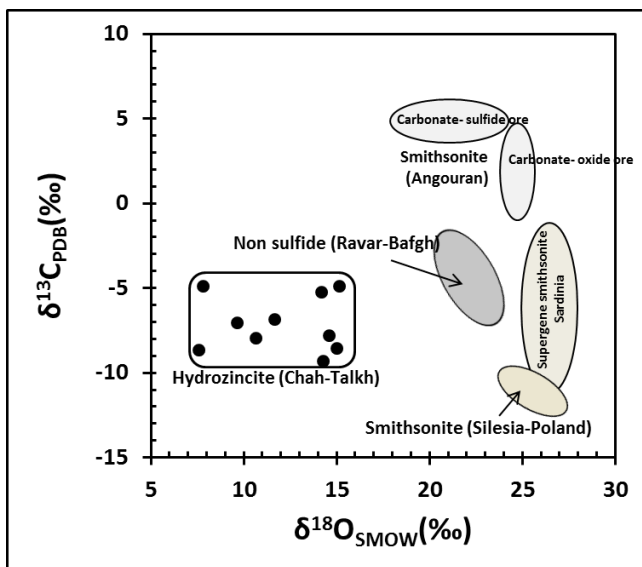 10
5
0
-5
-10
-15
5
10
15
20
25
30
δ13CPDB(‰)
δ18OSMOW(‰)
Carbonate- sulfide ore
Smithsonite
(Angouran)
Carbonate- oxide ore
Non sulfide (Ravar-Bafgh)
Supergene smithsonite
Sardinia
Hydrozincite (Chah-Talkh)
Smithsonite (Silesia-Poland)